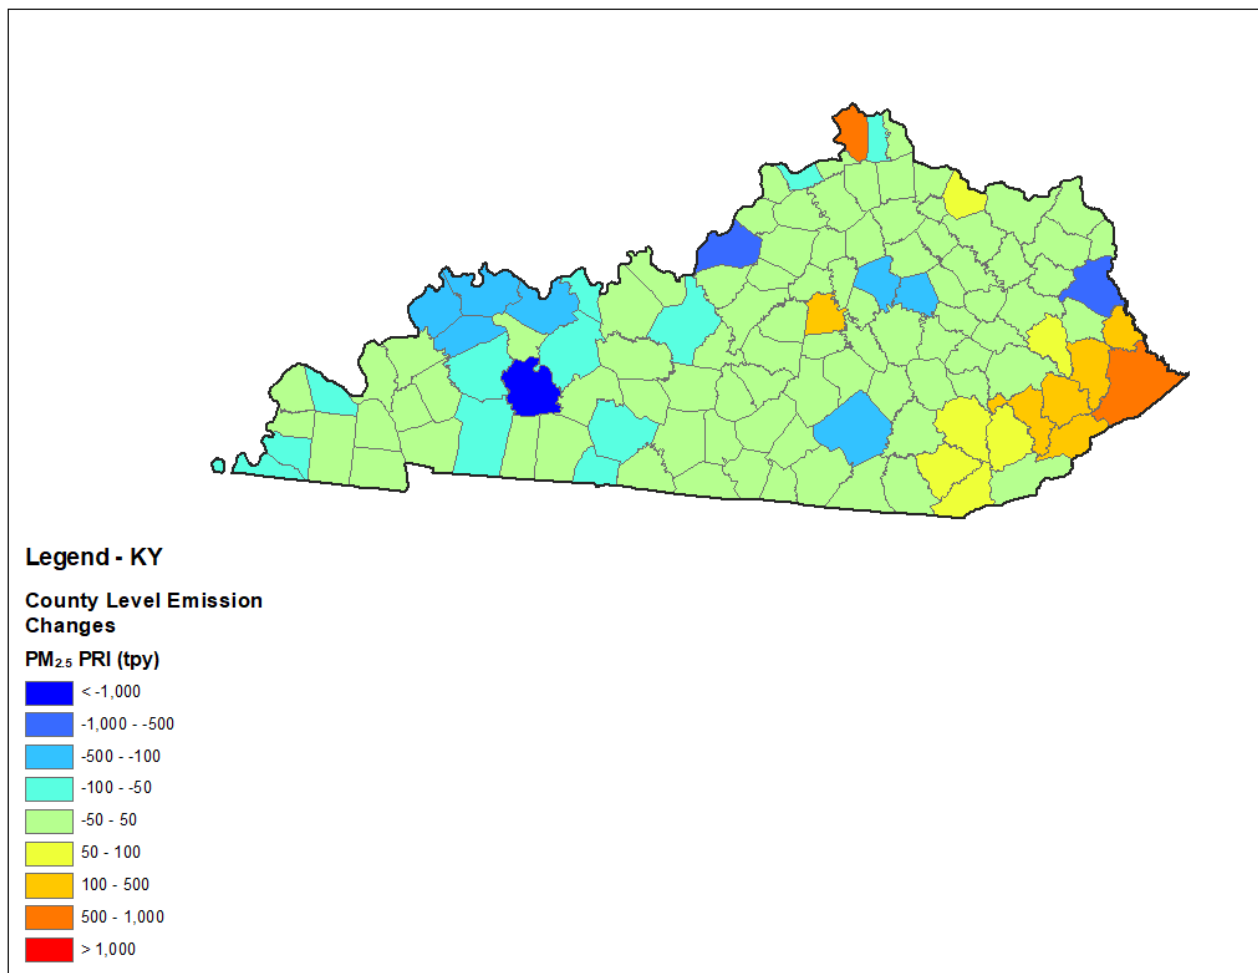 Legend - KY
County Level Emission
Changes
PM₂.₅ PRI (tpy)
< -1,000
-1,000 - -500
-500 - -100
-100 - -50
-50 - 50
50 - 100
100 - 500
500 - 1,000
> 1,000